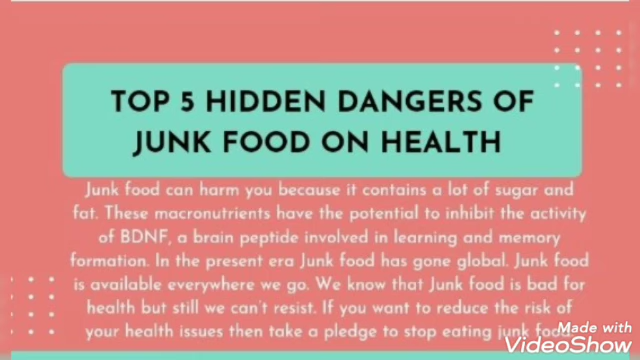 TOP 5 HIDDEN DANGERS OF
JUNK FOOD ON HEALTH
Junk food can harm you because it contains a lot of sugar and
fat. These macronutrients have the potential to inhibit the activity
of BDNF, a brain peptide involved in learning and memory
formation. In the present era Junk food has gone global. Junk food
is available everywhere we go. We know that Junk food is bad for
health but still we can't resist. If you want to reduce the risk of
your health issues then take a pledge to stop eating junk food.
Made with
VideoShow